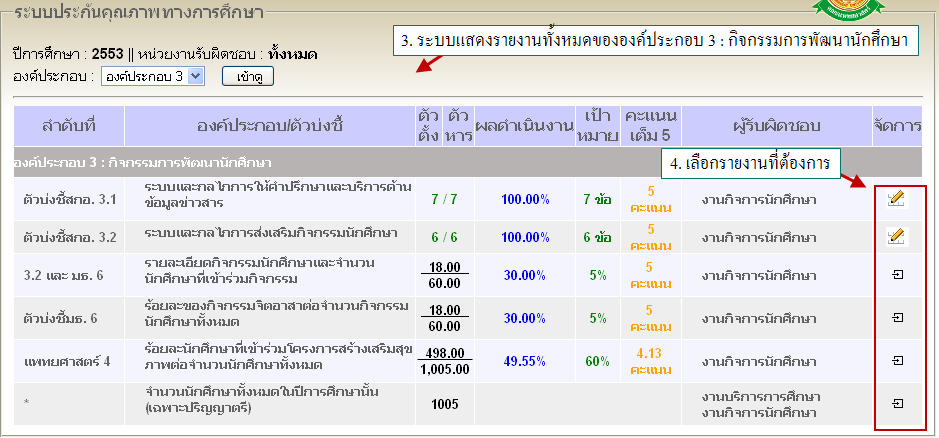 ระบบประกันคุณภาพทางการศึกษา
3. ระบบแสดงรายงานทั้งหมดขององค์ประกอบ 3 : กิจกรรมการพัฒนานักศึกษา
ปีการศึกษา : 2553 || หน่วยงานรับผิดชอบ : ทั้งหมด
องค์ประกอบ : องค์ประกอบ 3 เข้าดู
ลำดับที่ องค์ประกอบ/ตัวบ่งชี้ ตัวตั้ง ตัวหาร ผลดำเนินงาน เป้าหมาย คะแนนเต็ม 5 ผู้รับผิดชอบ จัดการ
องค์ประกอบ 3 : กิจกรรมการพัฒนานักศึกษา
4. เลือกรายงานที่ต้องการ
ตัวบ่งชี้สกอ. 3.1 ระบบและกลไกการให้คำปรึกษาและบริการด้าน
ข้อมูลข่าวสาร 7 / 7 100.00% 7 ข้อ 5 คะแนน งานกิจการนักศึกษา
ตัวบ่งชี้สกอ. 3.2 ระบบและกลไกการส่งเสริมกิจกรรมนักศึกษา 6 / 6 100.00% 6 ข้อ 5 คะแนน งานกิจการนักศึกษา
3.2 และ มธ. 6 รายละเอียดกิจกรรมนักศึกษาและจำนวน
นักศึกษาที่เข้าร่วมกิจกรรม 18.00 60.00 30.00% 5% 5 คะแนน งานกิจการนักศึกษา
ตัวบ่งชี้มธ. 6 ร้อยละของกิจกรรมจิตอาสาต่อจำนวนกิจกรรม
นักศึกษาทั้งหมด 18.00 60.00 30.00% 5% 5 คะแนน งานกิจการนักศึกษา
แพทยศาสตร์ 4 ร้อยละนักศึกษาที่เข้าร่วมโครงการสร้างเสริมสุข
ภาพต่อจำนวนนักศึกษาทั้งหมด 498.00 1,005.00 49.55% 60% 4.13 คะแนน งานกิจการนักศึกษา
* จำนวนนักศึกษาทั้งหมดในปีการศึกษานั้น
(เฉพาะปริญญาตรี) 1005 งานบริการการศึกษา
งานกิจการนักศึกษา